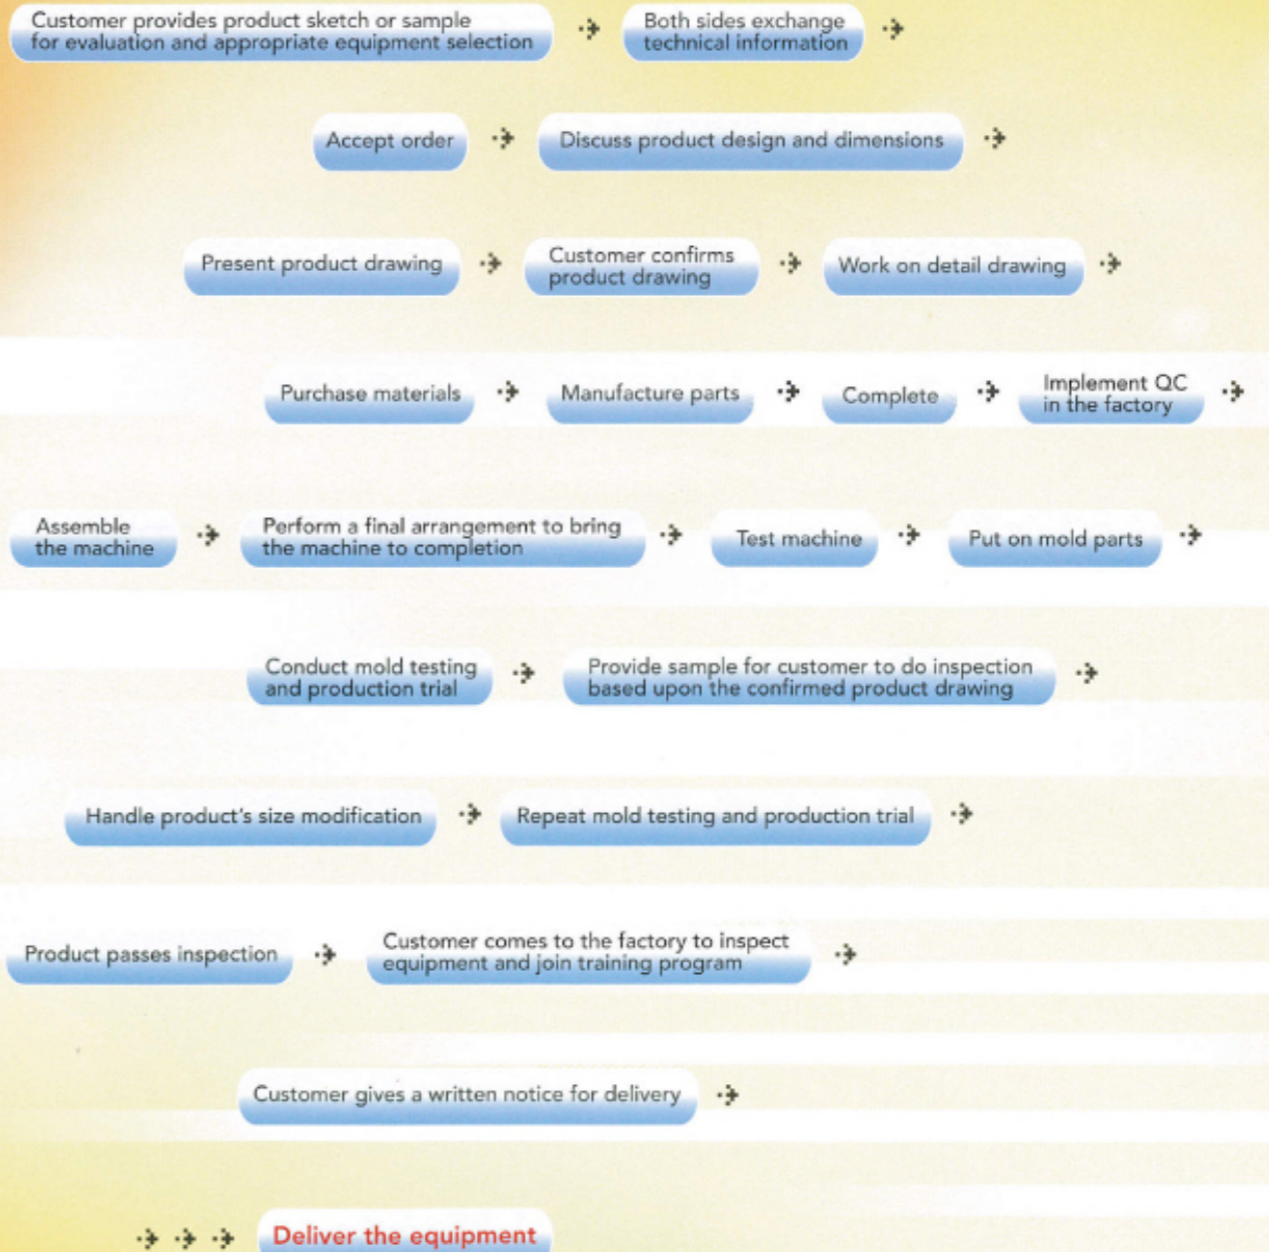 Customer provides product sketch or sample
for evaluation and appropriate equipment selection
Both sides exchange
technical information
Accept order
Discuss product design and dimensions
Present product drawing
Customer confirms
product drawing
Work on detail drawing
Purchase materials
Manufacture parts
Complete
Implement QC
in the factory
Assemble
the machine
Perform a final arrangement to bring
the machine to completion
Test machine
Put on mold parts
Conduct mold testing
and production trial
Provide sample for customer to do inspection
based upon the confirmed product drawing
Handle product's size modification
Repeat mold testing and production trial
Product passes inspection
Customer comes to the factory to inspect
equipment and join training program
Customer gives a written notice for delivery
Deliver the equipment